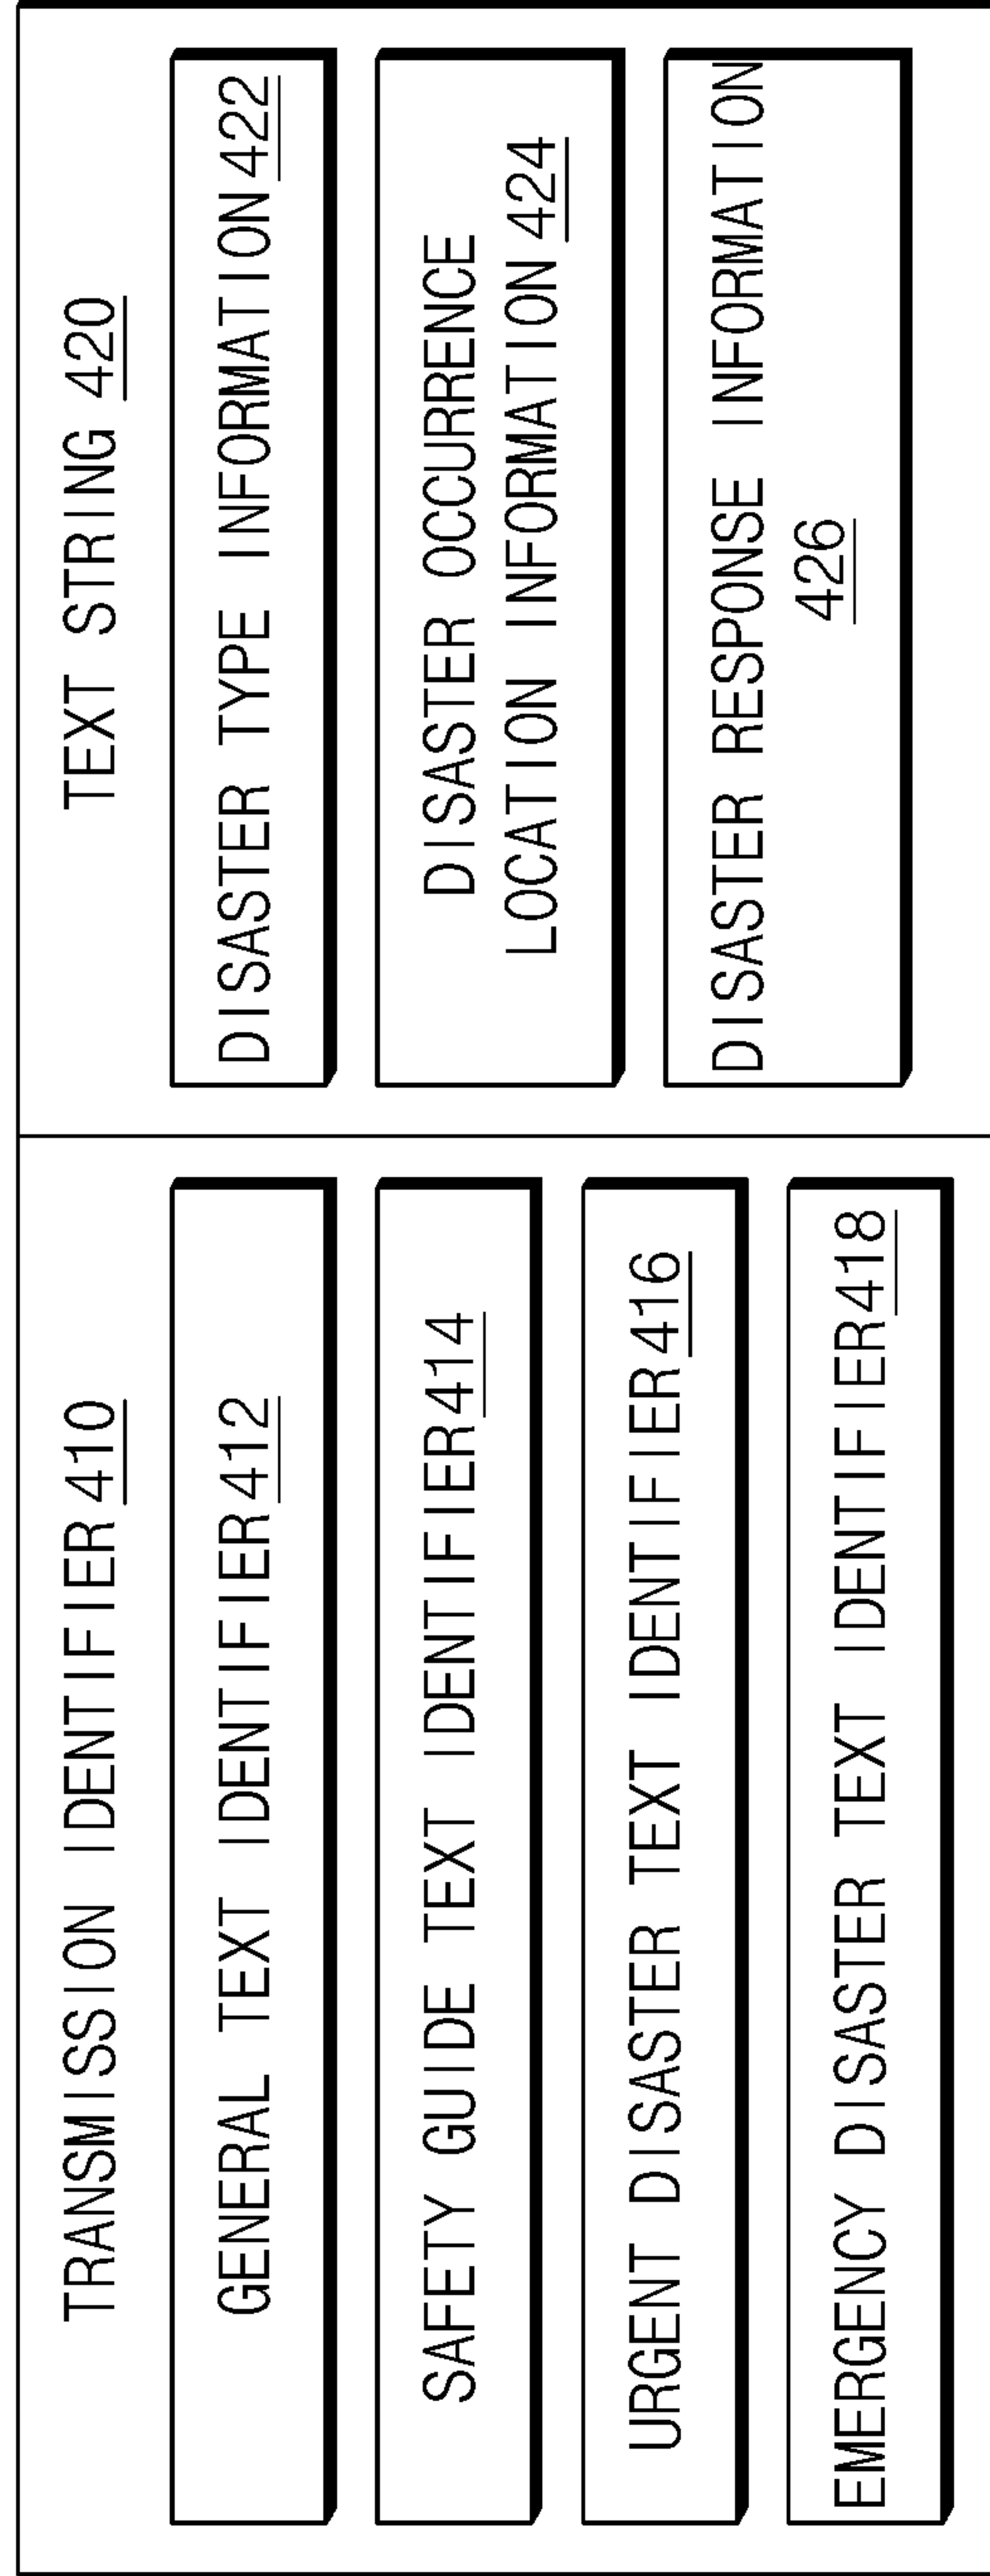 TRANSMISSION IDENTIFIER 410
GENERAL TEXT IDENTIFIER 412
SAFETY GUIDE TEXT IDENTIFIER 414
URGENT DISASTER TEXT IDENTIFIER 416
EMERGENCY DISASTER TEXT IDENTIFIER 418
TEXT STRING 420
DISASTER TYPE INFORMATION 422
DISASTER OCCURRENCE
LOCATION INFORMATION 424
DISASTER RESPONSE INFORMATION
426